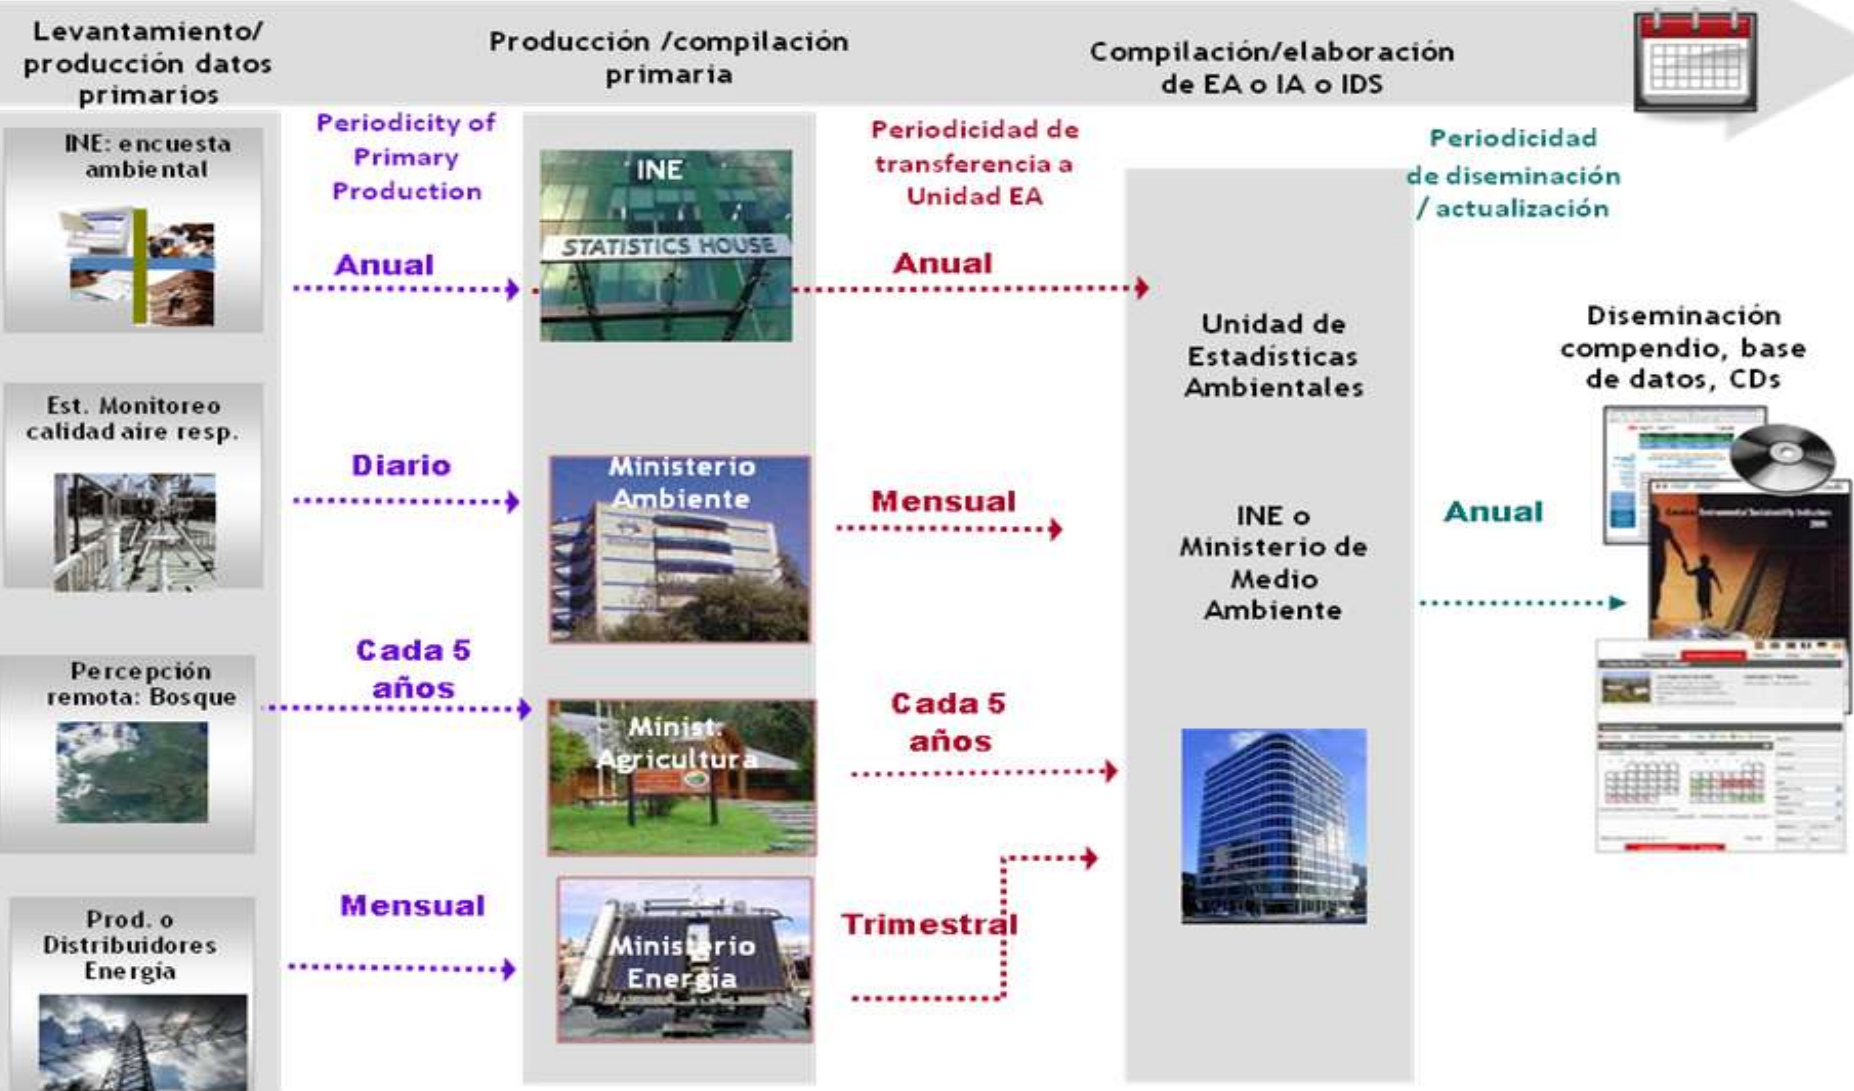 Levantamiento/
producción datos
primarios
Producción /compilación
primaria
Compilación/elaboración
de EA o IA o IDS
INE: encuesta
ambiental
Periodicity of
Primary
Production
Anual
INE
STATISTICS HOUSE
Periodicidad de
transferencia a
Unidad EA
Anual
Periodicidad
de diseminación
/ actualización
Est. Monitoreo
calidad aire resp.
Diario
Ministerio
Ambiente
Mensual
Percepción
remota: Bosque
Cada 5
años
Minist:
Agricultura
Cada 5
años
Prod. o
Distribuidores
Energía
Mensual
Ministerio
Energía
Trimestral
Unidad de
Estadísticas
Ambientales
INE o
Ministerio de
Medio
Ambiente
Anual
Diseminación
compendio, base
de datos, CDs
Environmental Sustainability Indicators